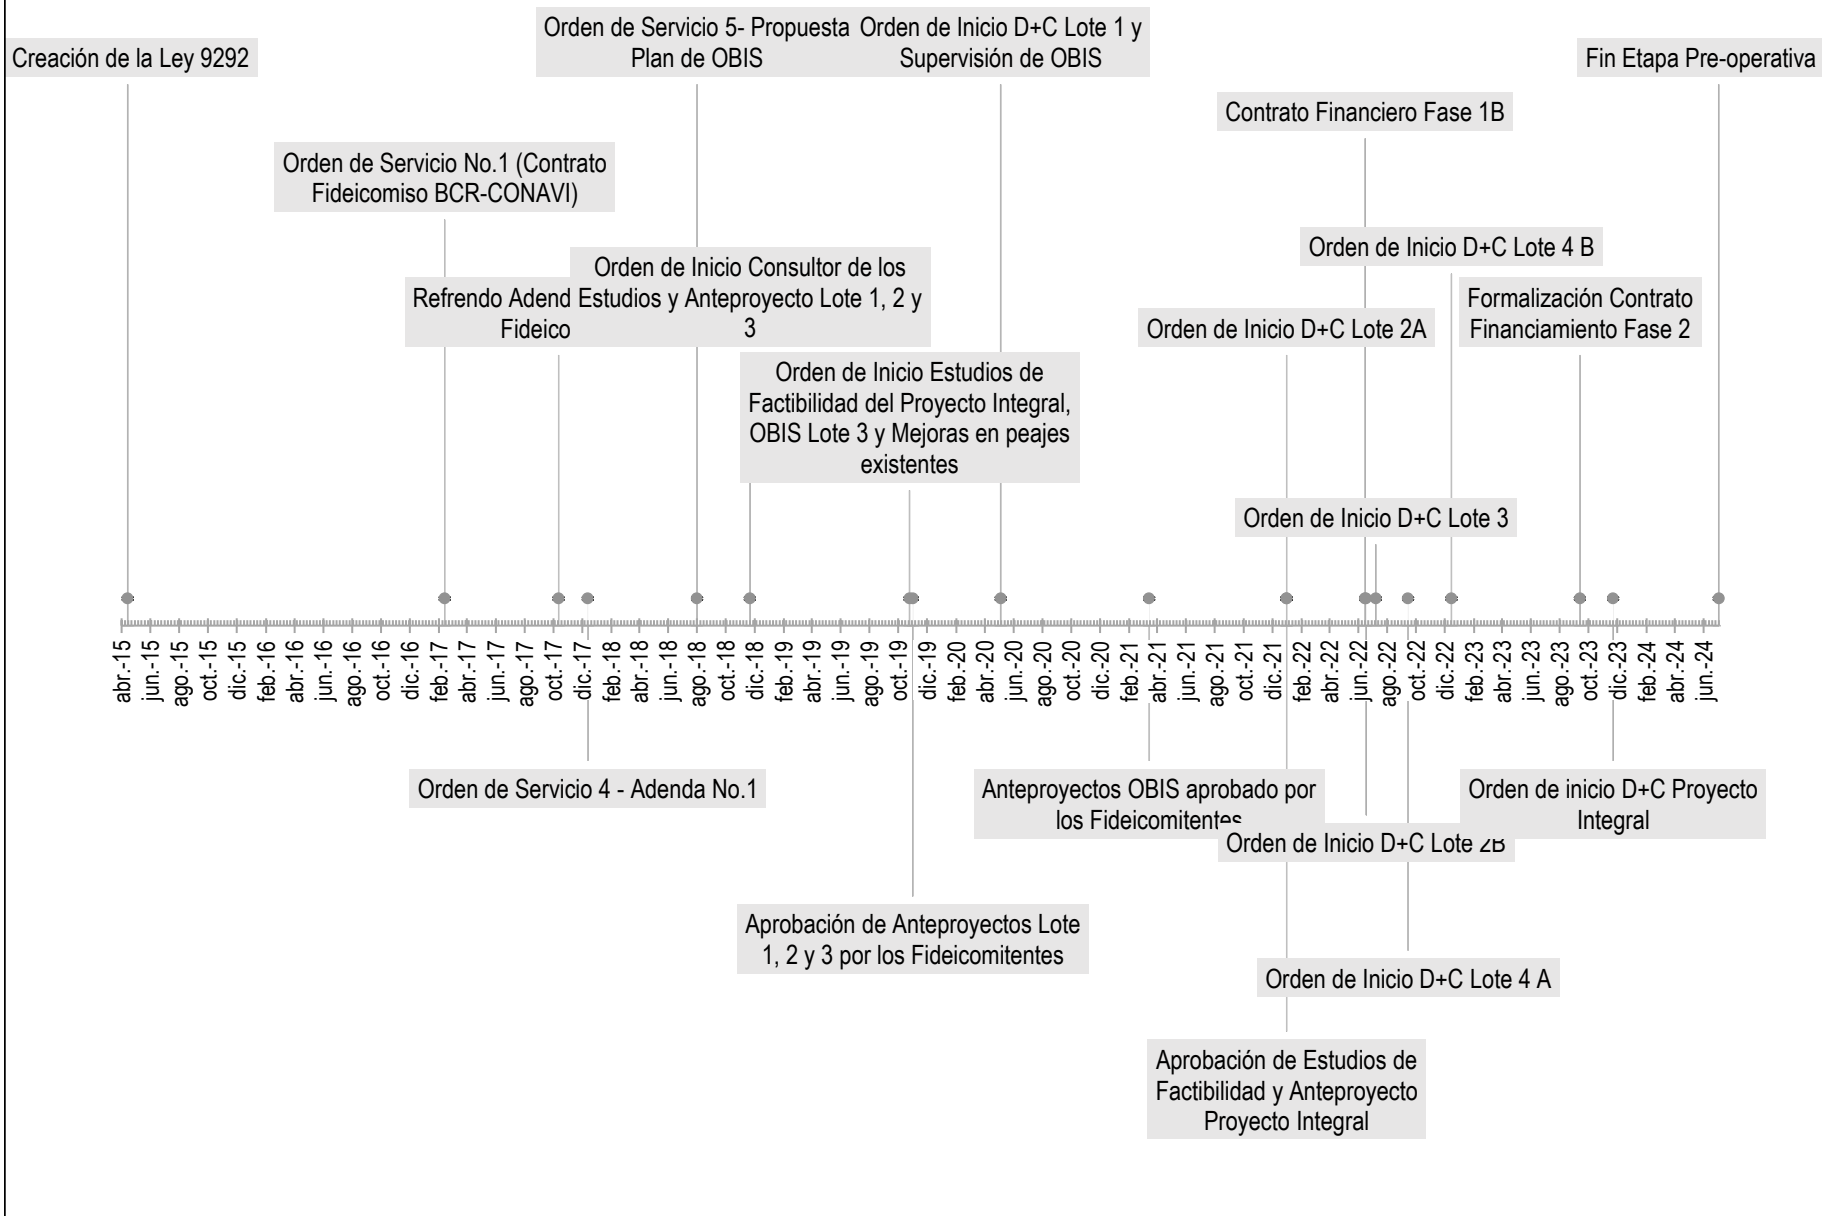 Creación de la Ley 9292
Orden de Servicio 5- Propuesta
Plan de OBIS
Orden de Inicio D+C Lote 1 y
Supervisión de OBIS
Fin Etapa Pre-operativa
Contrato Financiero Fase 1B
Orden de Servicio No.1 (Contrato
Fideicomiso BCR-CONAVI)
Orden de Inicio D+C Lote 4 B
Refrendo Adend
Fideico
Orden de Inicio Consultor de los
Estudios y Anteproyecto Lote 1, 2 y
3
Formalización Contrato
Financiamiento Fase 2
Orden de Inicio D+C Lote 2A
Orden de Inicio Estudios de
Factibilidad del Proyecto Integral,
OBIS Lote 3 y Mejoras en peajes
existentes
Orden de Inicio D+C Lote 3
abr.-15
jun.-15
ago.-15
oct.-15
dic.-15
feb.-16
abr.-16
jun.-16
ago.-16
oct.-16
dic.-16
feb.-17
abr.-17
jun.-17
ago.-17
oct.-17
dic.-17
feb.-18
abr.-18
jun.-18
ago.-18
oct.-18
dic.-18
feb.-19
abr.-19
jun.-19
ago.-19
oct.-19
dic.-19
feb.-20
abr.-20
jun.-20
ago.-20
oct.-20
dic.-20
feb.-21
abr.-21
jun.-21
ago.-21
oct.-21
dic.-21
feb.-22
abr.-22
jun.-22
ago.-22
oct.-22
dic.-22
feb.-23
abr.-23
jun.-23
ago.-23
oct.-23
dic.-23
feb.-24
abr.-24
jun.-24
Orden de Servicio 4 - Adenda No.1
Anteproyectos OBIS aprobado por
los Fideicomitentes
Orden de inicio D+C Proyecto
Integral
Orden de Inicio D+C Lote 2B
Aprobación de Anteproyectos Lote
1, 2 y 3 por los Fideicomitentes
Orden de Inicio D+C Lote 4 A
Aprobación de Estudios de
Factibilidad y Anteproyecto
Proyecto Integral